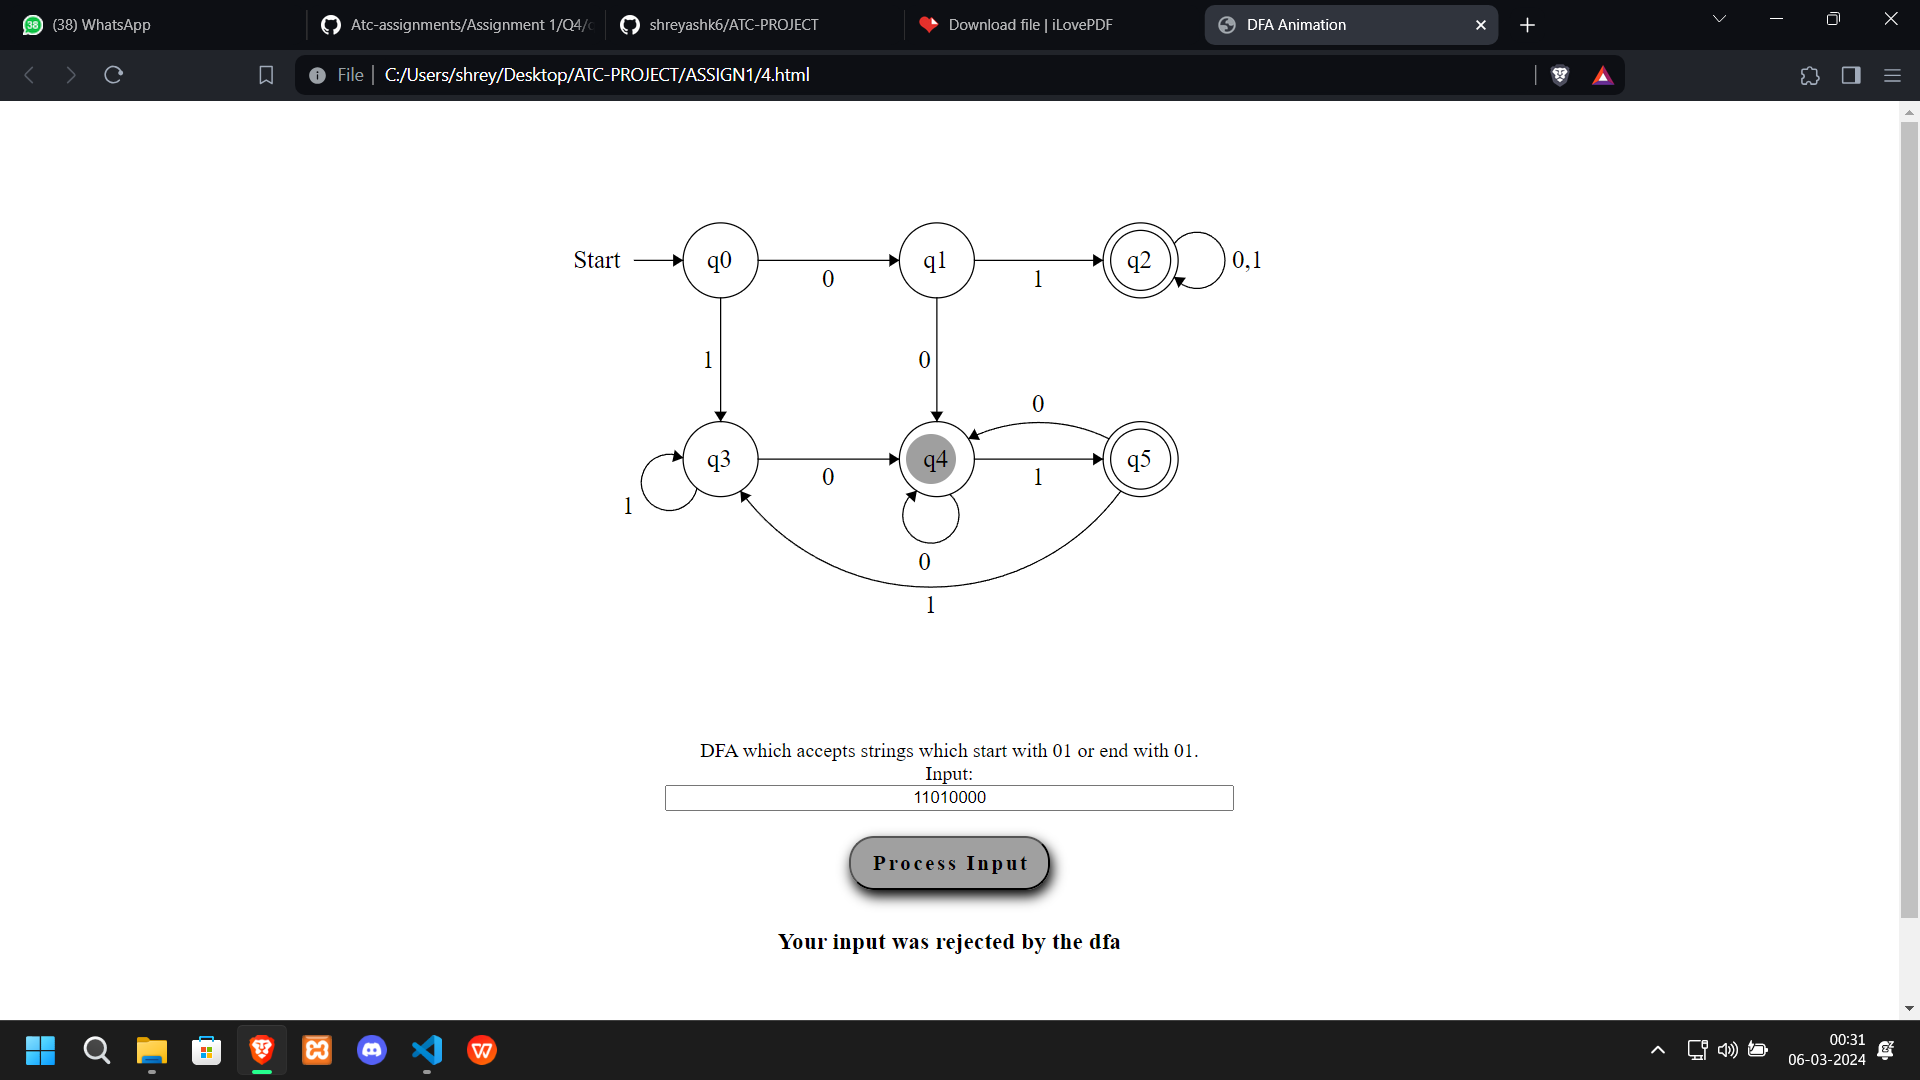 (38) WhatsApp
Atc-assignments/Assignment 1/Q4/
shreyashk6/ATC-PROJECT
Download file | iLovePDF
DFA Animation
File
C:/Users/shrey/Desktop/ATC-PROJECT/ASSIGN1/4.html
Start
q0
0
q1
1
q2
0,1
1
0
0
q3
0
q4
1
q5
1
0
1
DFA which accepts strings which start with 01 or end with 01.
Input:
11010000
Process Input
Your input was rejected by the dfa
00:31
06-03-2024